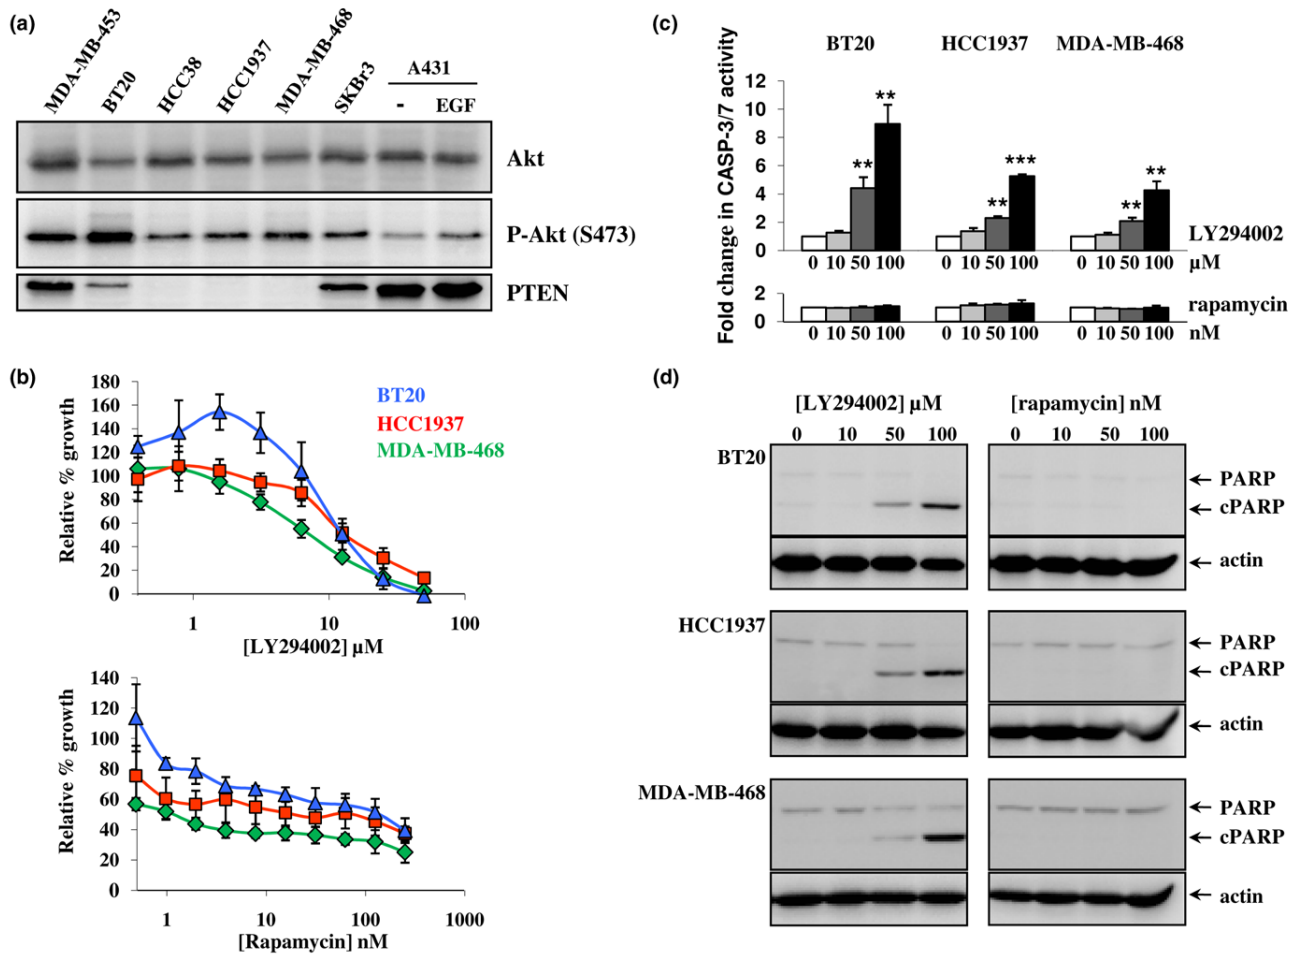 (a)
MDA-MB-453
BT20
HCC38
HCC1937
MDA-MB-468
SKBr3
A431
- EGF
Akt
P-Akt (S473)
PTEN
(b)
Relative % growth
180
160
140
120
100
80
60
40
20
0
BT20
HCC1937
MDA-MB-468
1 10 100
[LY294002] µM
Relative % growth
140
120
100
80
60
40
20
0
1 10 100 1000
[Rapamycin] nM
(c)
BT20 HCC1937 MDA-MB-468
Fold change in CASP-3/7 activity
12
10
8
6
4
2
0
** ** ** *** ** **
LY294002
0 10 50 100 0 10 50 100 0 10 50 100 µM
2
0
rapamycin
0 10 50 100 0 10 50 100 0 10 50 100 nM
(d)
[LY294002] µM [rapamycin] nM
0 10 50 100 0 10 50 100
BT20
PARP
cPARP
actin
HCC1937
PARP
cPARP
actin
MDA-MB-468
PARP
cPARP
actin